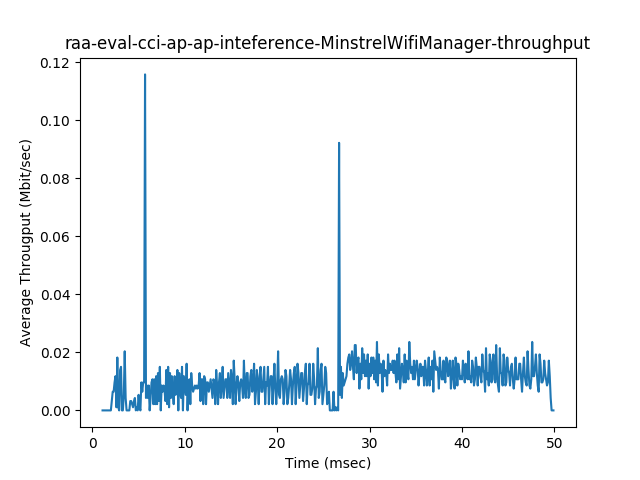 raa-eval-cci-ap-ap-inteference-MinstrelWifiManager-throughput
0.12
0.10
0.08
0.06
0.04
0.02
0.00
Average Througput (Mbit/sec)
0 10 20 30 40 50
Time (msec)